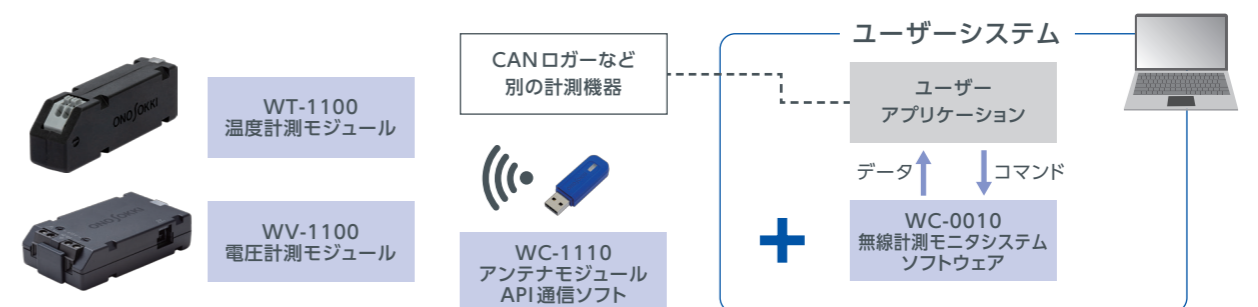 ONO SOKKI
WT-1100
温度計測モジュール
ONO SOKKI
WV-1100
電圧計測モジュール
CANロガーなど
別の計測機器
WC-1110
アンテナモジュール
API通信ソフト
ユーザーシステム
ユーザー
アプリケーション
データ
コマンド
+
WC-0010
無線計測モニタシステム
ソフトウェア